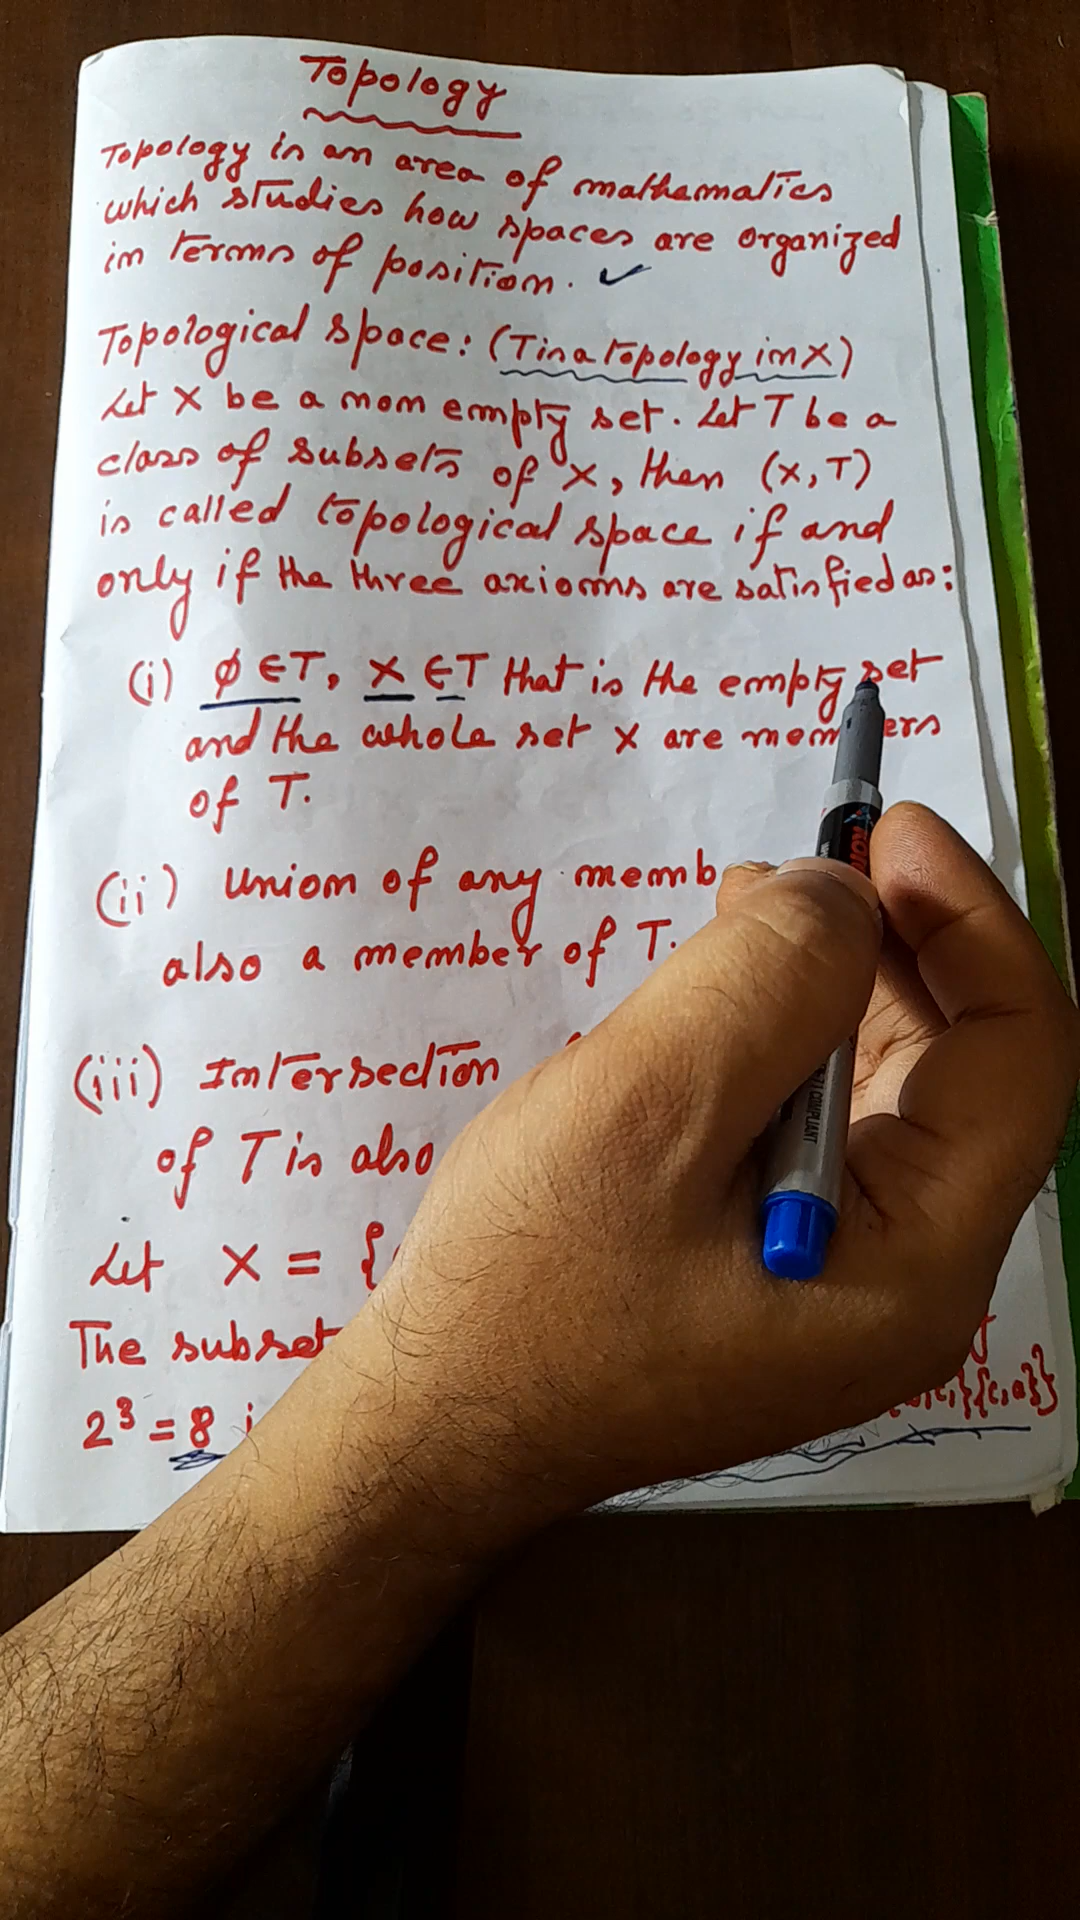 Topology
Topology is an area of mathematics
which studies how spaces are organized
in terms of position.
Topological space: (T is a topology in X)
Let X be a non empty set. Let T be a
class of subsets of X, then (X, T)
is called topological space if and
only if the three axioms are satisfied as:
(i) ϕ ∈ T, X ∈ T that is the empty set
and the whole set X are members
of T.
(ii) Union of any memb
also a member of T.
(iii) Intersection
of T is also
Let X = {
The subset
2³ = 8 {c,a}}
COMPLIANT